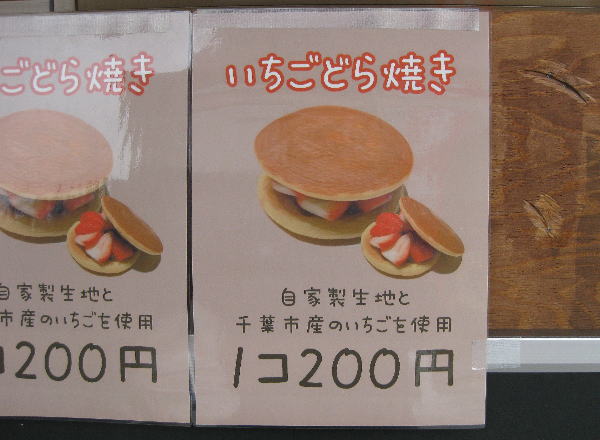 ごどら焼き
自家製生地と
市産のいちごを使用
コ200円
いちごどら焼き
自家製生地と
千葉市産のいちごを使用
1コ200円